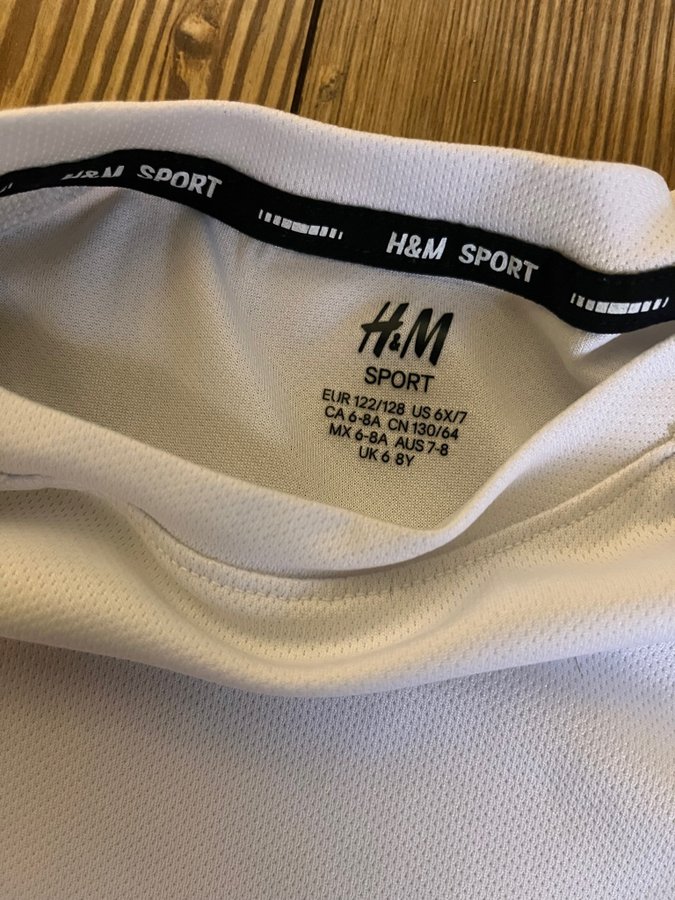 H&M SPORT
H&M SPORT
H&M
SPORT
EUR 122/128 US 6X/7
CA 6-8A CN 130/64
MX 6-8A AUS 7-8
UK 6 8Y